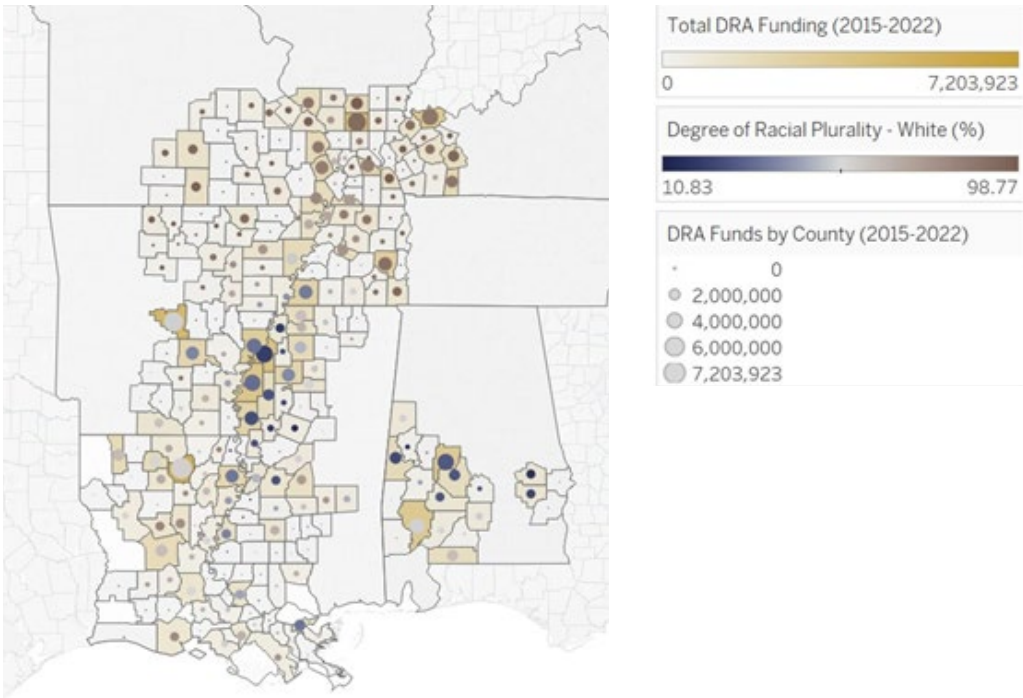 Total DRA Funding (2015-2022)
0 7,203,923
Degree of Racial Plurality - White (%)
10.83 98.77
DRA Funds by County (2015-2022)
0
2,000,000
4,000,000
6,000,000
7,203,923